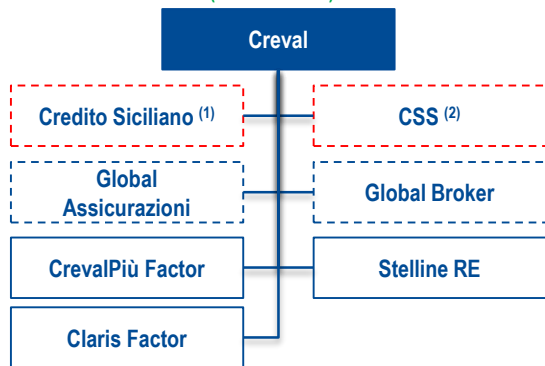 Creval
Credito Siciliano (1)
CSS (2)
Global
Assicurazioni
Global Broker
CrevalPiù Factor
Stelline RE
Claris Factor